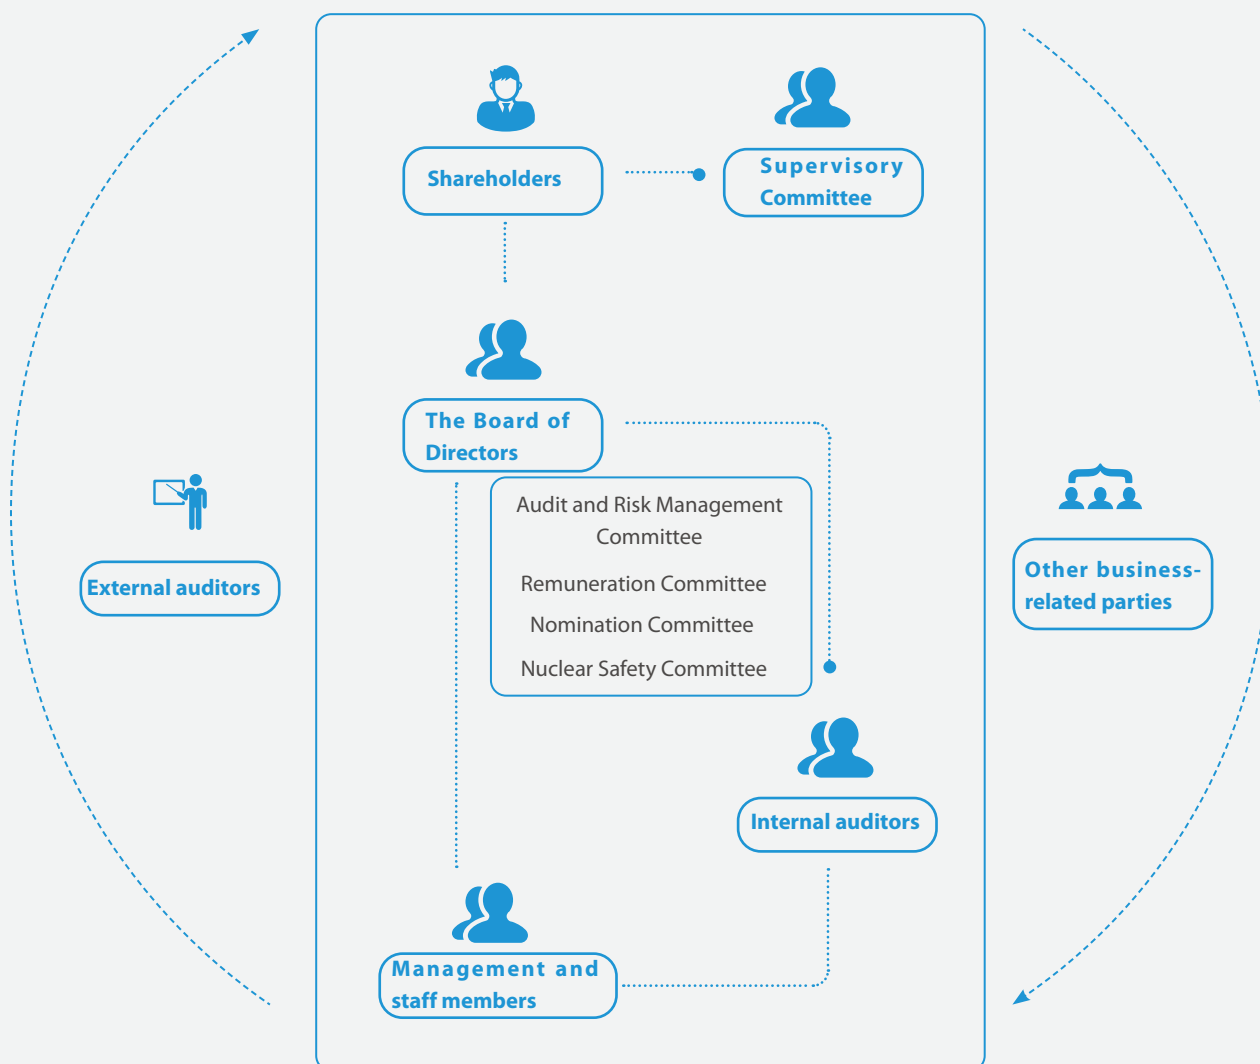 Shareholders
Supervisory
Committee
The Board of
Directors
Audit and Risk Management
Committee
Remuneration Committee
Nomination Committee
Nuclear Safety Committee
External auditors
Other business-
related parties
Internal auditors
Management and
staff members